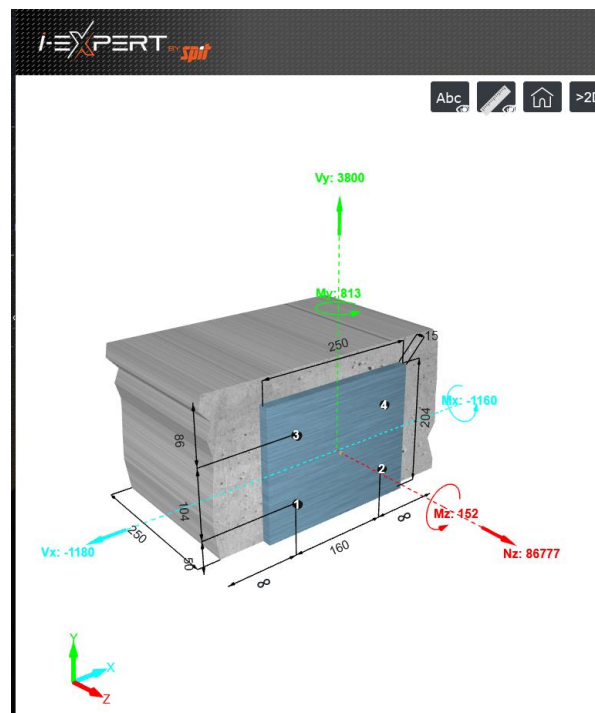 i-EXPERT BY spit
Abc
>2D
Vy: 3800
My: 813
250
15
Mx: -1160
86
3
4
204
2
104
1
Mz: 152
250
50
Vx: -1180
160
∞
∞
Nz: 86777
Y
X
Z